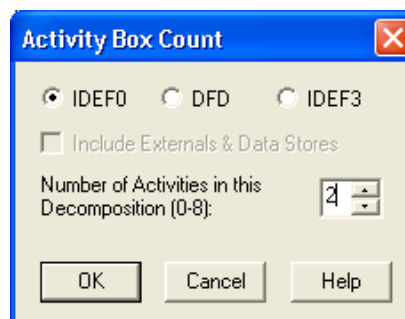 Activity Box Count
IDEF0 DFD IDEF3
Include Externals & Data Stores
Number of Activities in this
Decomposition (0-8):
2
OK Cancel Help